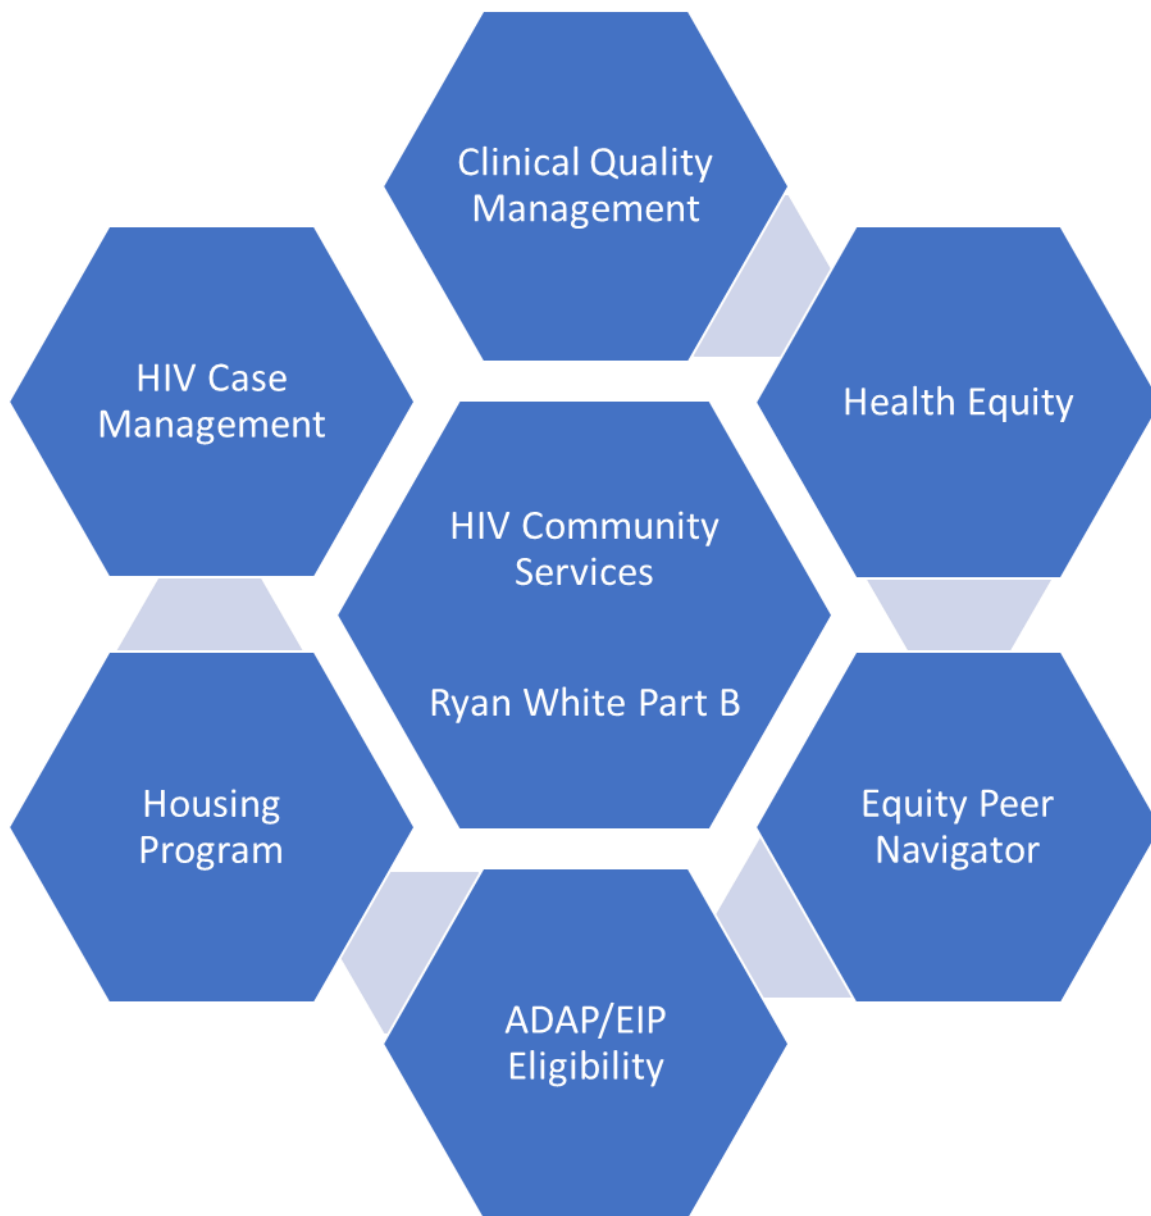 Clinical Quality
Management
HIV Case
Management
Health Equity
HIV Community
Services
Ryan White Part B
Housing
Program
Equity Peer
Navigator
ADAP/EIP
Eligibility